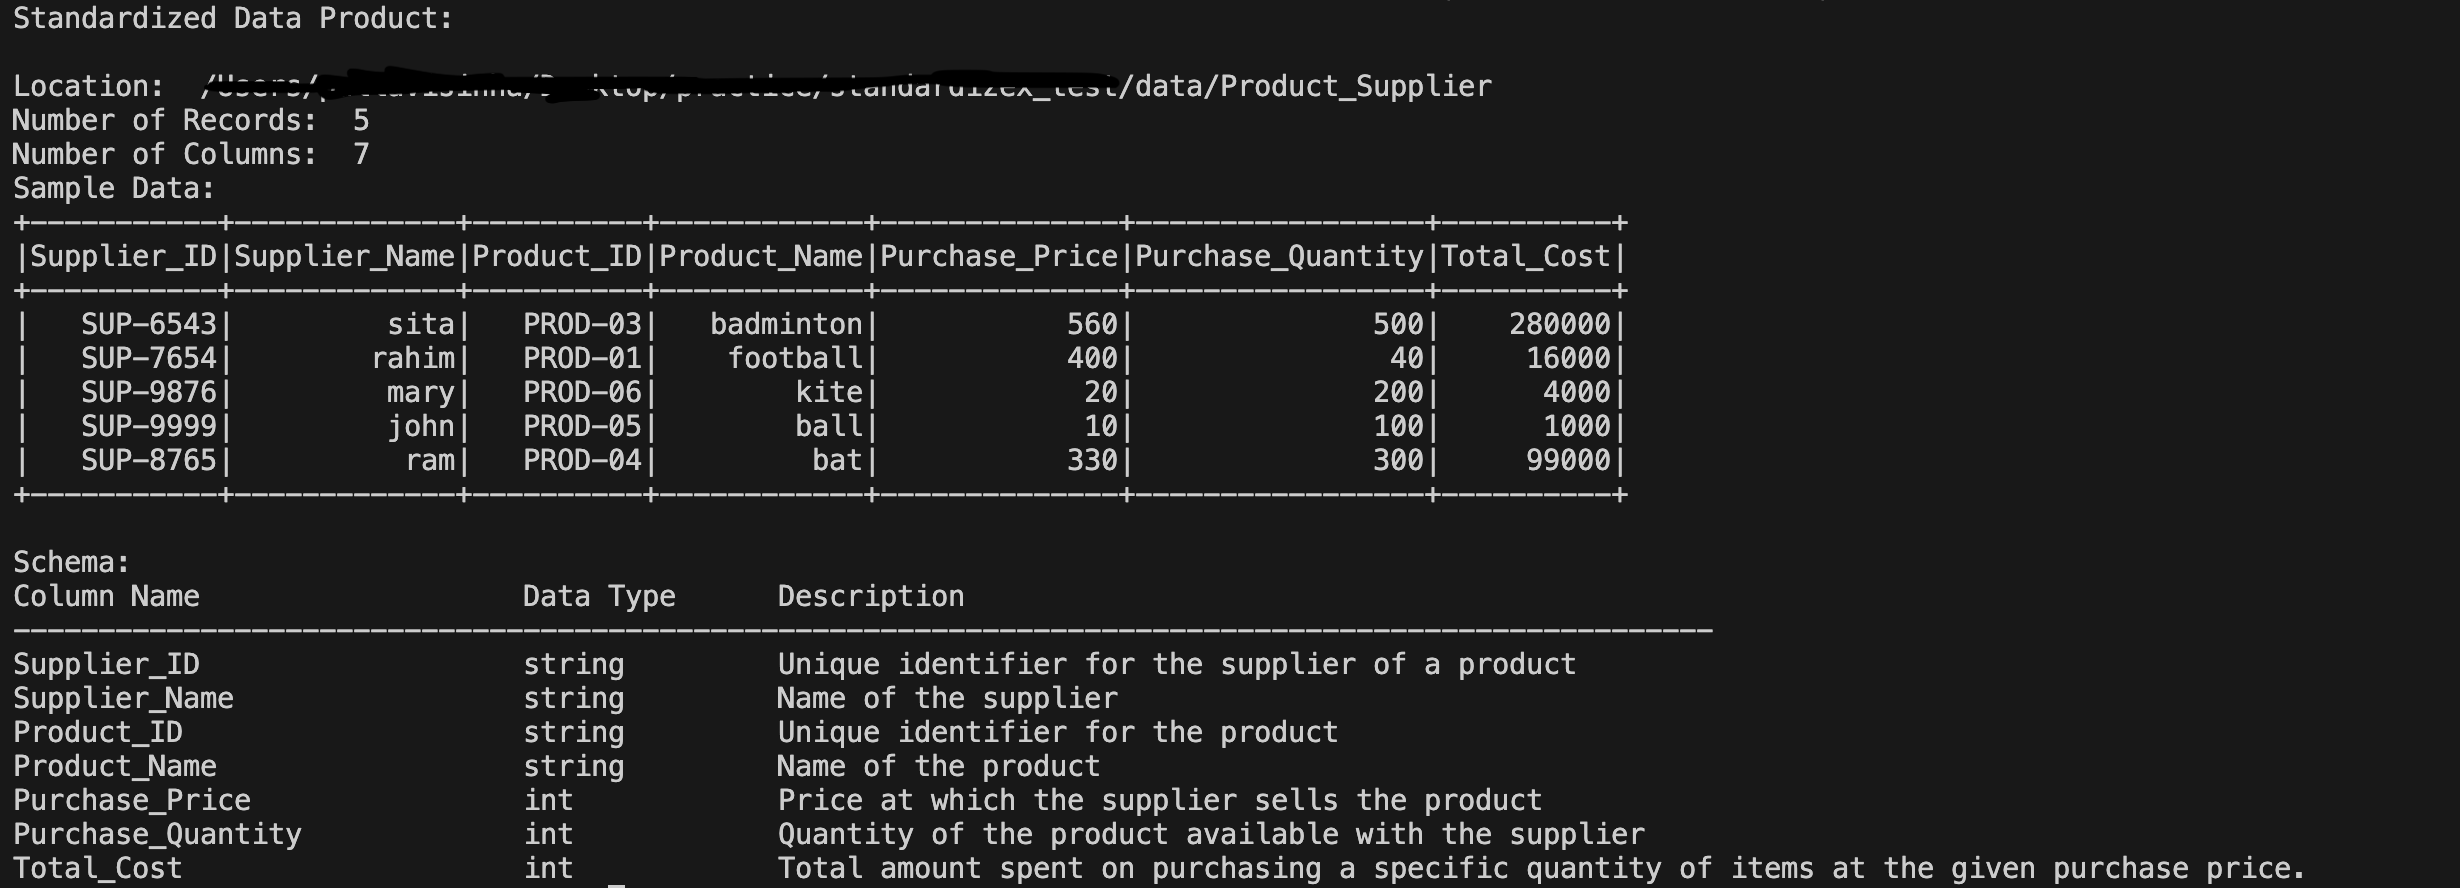 Standardized Data Product:
Location: /data/Product_Supplier
Number of Records: 5
Number of Columns: 7
Sample Data:
+-----------+-------------+----------+------------+--------------+-----------------+----------+
|Supplier_ID|Supplier_Name|Product_ID|Product_Name|Purchase_Price|Purchase_Quantity|Total_Cost|
+-----------+-------------+----------+------------+--------------+-----------------+----------+
|   SUP-6543|         sita|   PROD-03|   badminton|           560|              500|    280000|
|   SUP-7654|        rahim|   PROD-01|    football|           400|               40|     16000|
|   SUP-9876|         mary|   PROD-06|        kite|            20|              200|      4000|
|   SUP-9999|         john|   PROD-05|        ball|            10|              100|      1000|
|   SUP-8765|          ram|   PROD-04|         bat|           330|              300|     99000|
+-----------+-------------+----------+------------+--------------+-----------------+----------+
Schema:
Column Name                   Data Type      Description
----------------------------------------------------------------------------------------------------
Supplier_ID                   string         Unique identifier for the supplier of a product
Supplier_Name                 string         Name of the supplier
Product_ID                    string         Unique identifier for the product
Product_Name                  string         Name of the product
Purchase_Price                int            Price at which the supplier sells the product
Purchase_Quantity             int            Quantity of the product available with the supplier
Total_Cost                    int            Total amount spent on purchasing a specific quantity of items at the given purchase price.